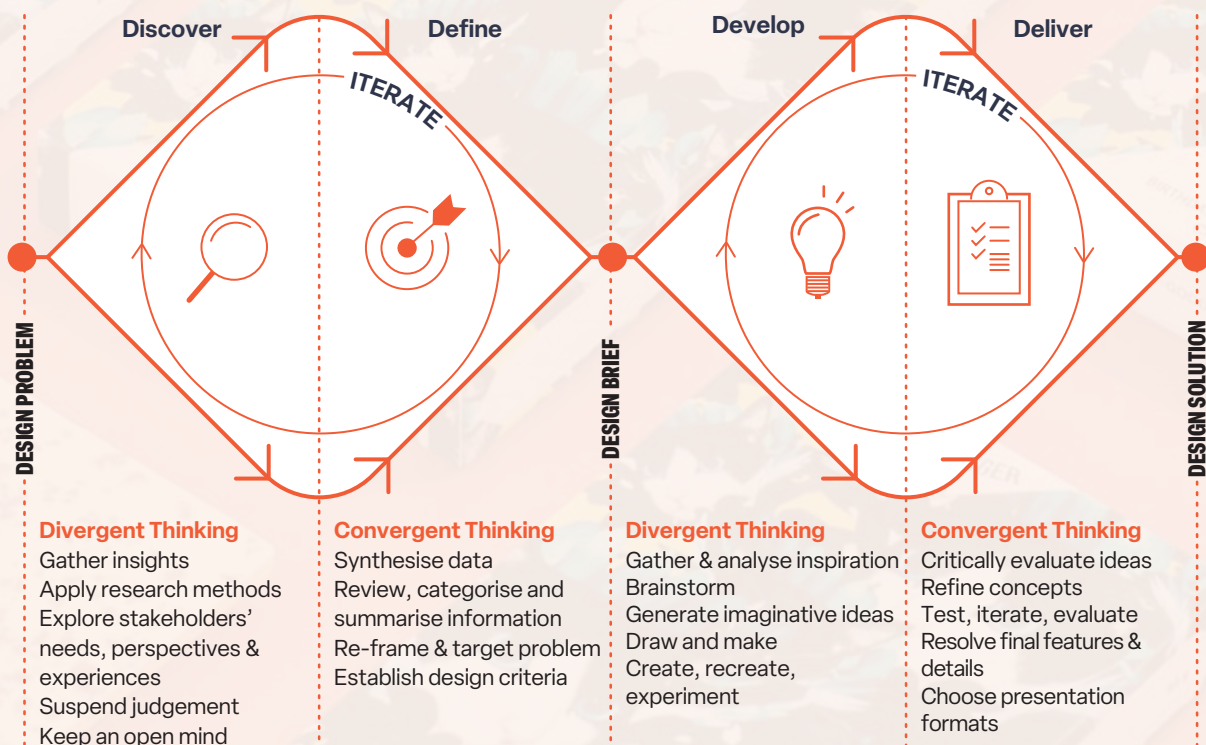 Discover
Define
Develop
Deliver
ITERATE
ITERATE
DESIGN PROBLEM
DESIGN BRIEF
DESIGN SOLUTION
Divergent Thinking
Gather insights
Apply research methods
Explore stakeholders’
needs, perspectives &
experiences
Suspend judgement
Keep an open mind
Convergent Thinking
Synthesise data
Review, categorise and
summarise information
Re-frame & target problem
Establish design criteria
Divergent Thinking
Gather & analyse inspiration
Brainstorm
Generate imaginative ideas
Draw and make
Create, recreate,
experiment
Convergent Thinking
Critically evaluate ideas
Refine concepts
Test, iterate, evaluate
Resolve final features &
details
Choose presentation
formats